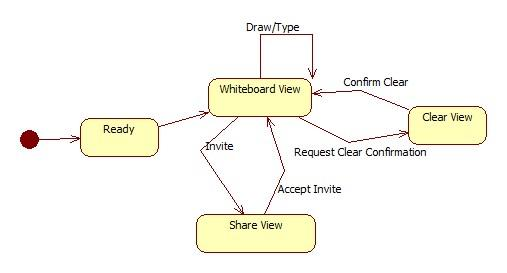 Draw/Type
Whiteboard View
Confirm Clear
Clear View
Ready
Invite
Request Clear Confirmation
Accept Invite
Share View